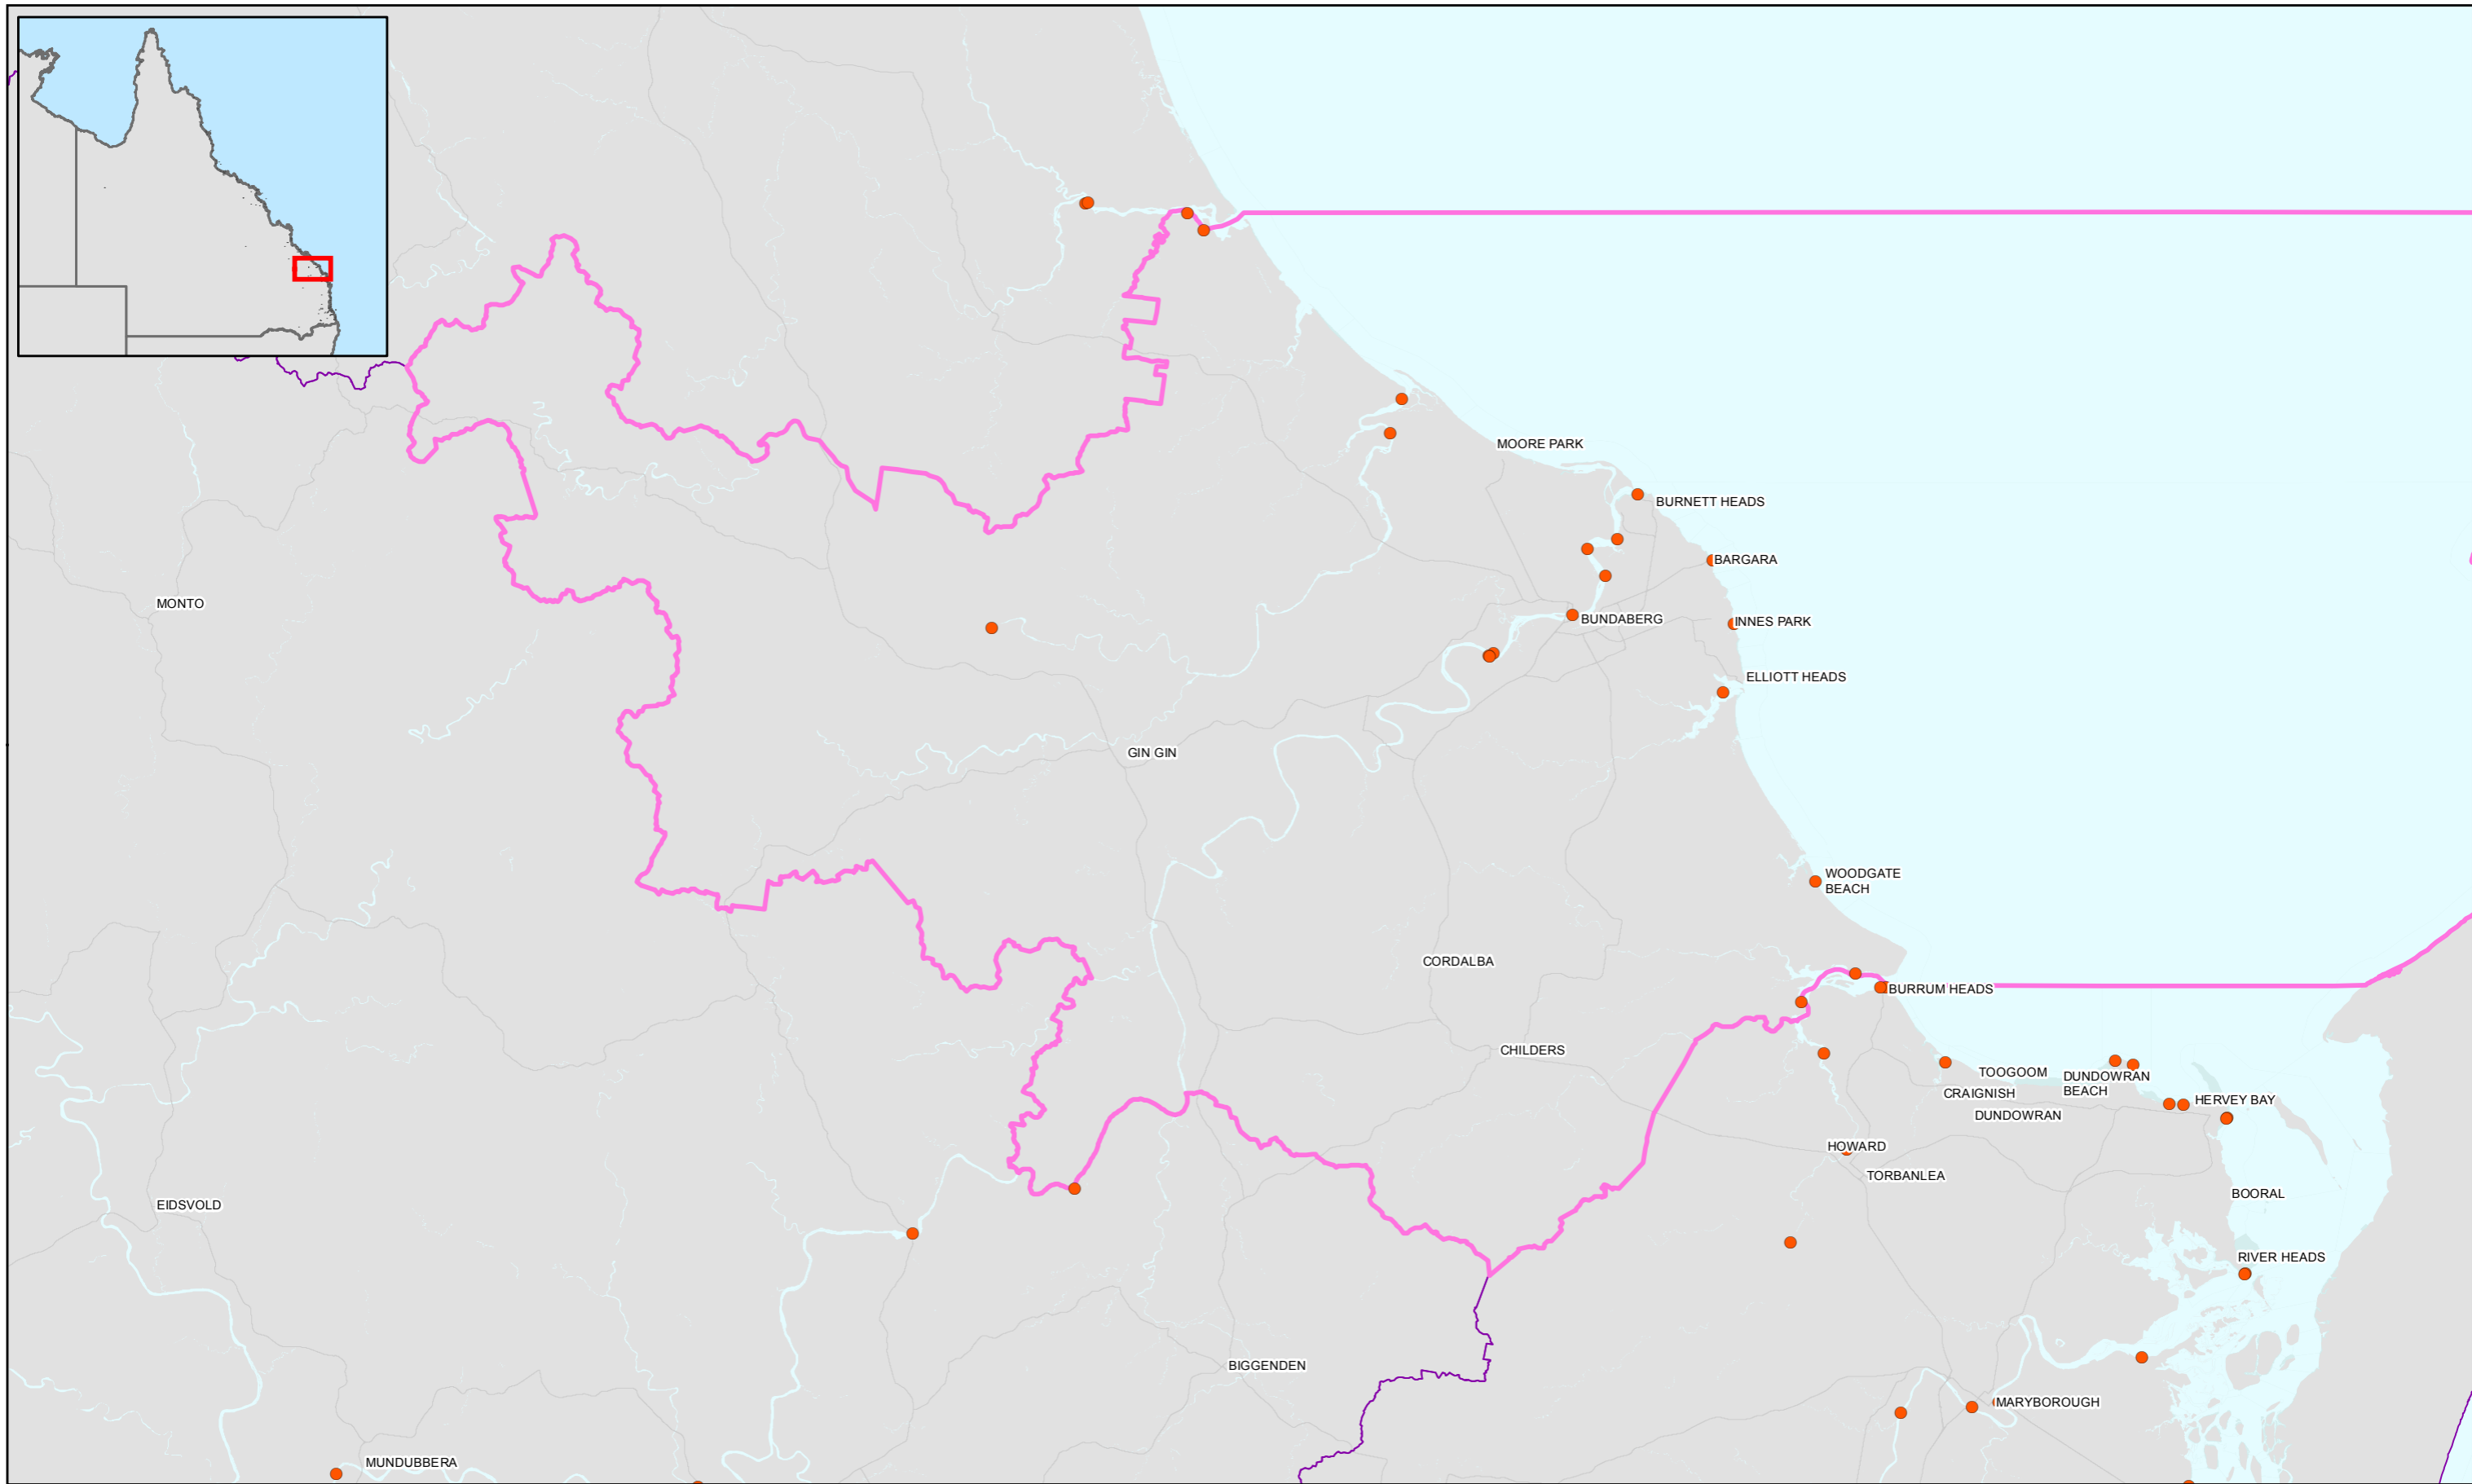 MOORE PARK
BURNETT HEADS
BARGARA
MONTO
BUNDABERG
INNES PARK
ELLIOTT HEADS
GIN GIN
WOODGATE
BEACH
CORDALBA
BURRUM HEADS
CHILDERS
TOOGOOM
DUNDOWRAN
BEACH
CRAIGNISH
HERVEY BAY
DUNDOWRAN
HOWARD
TORBANLEA
BOORAL
EIDSVOLD
RIVER HEADS
BIGGENDEN
MARYBOROUGH
MUNDUBBERA